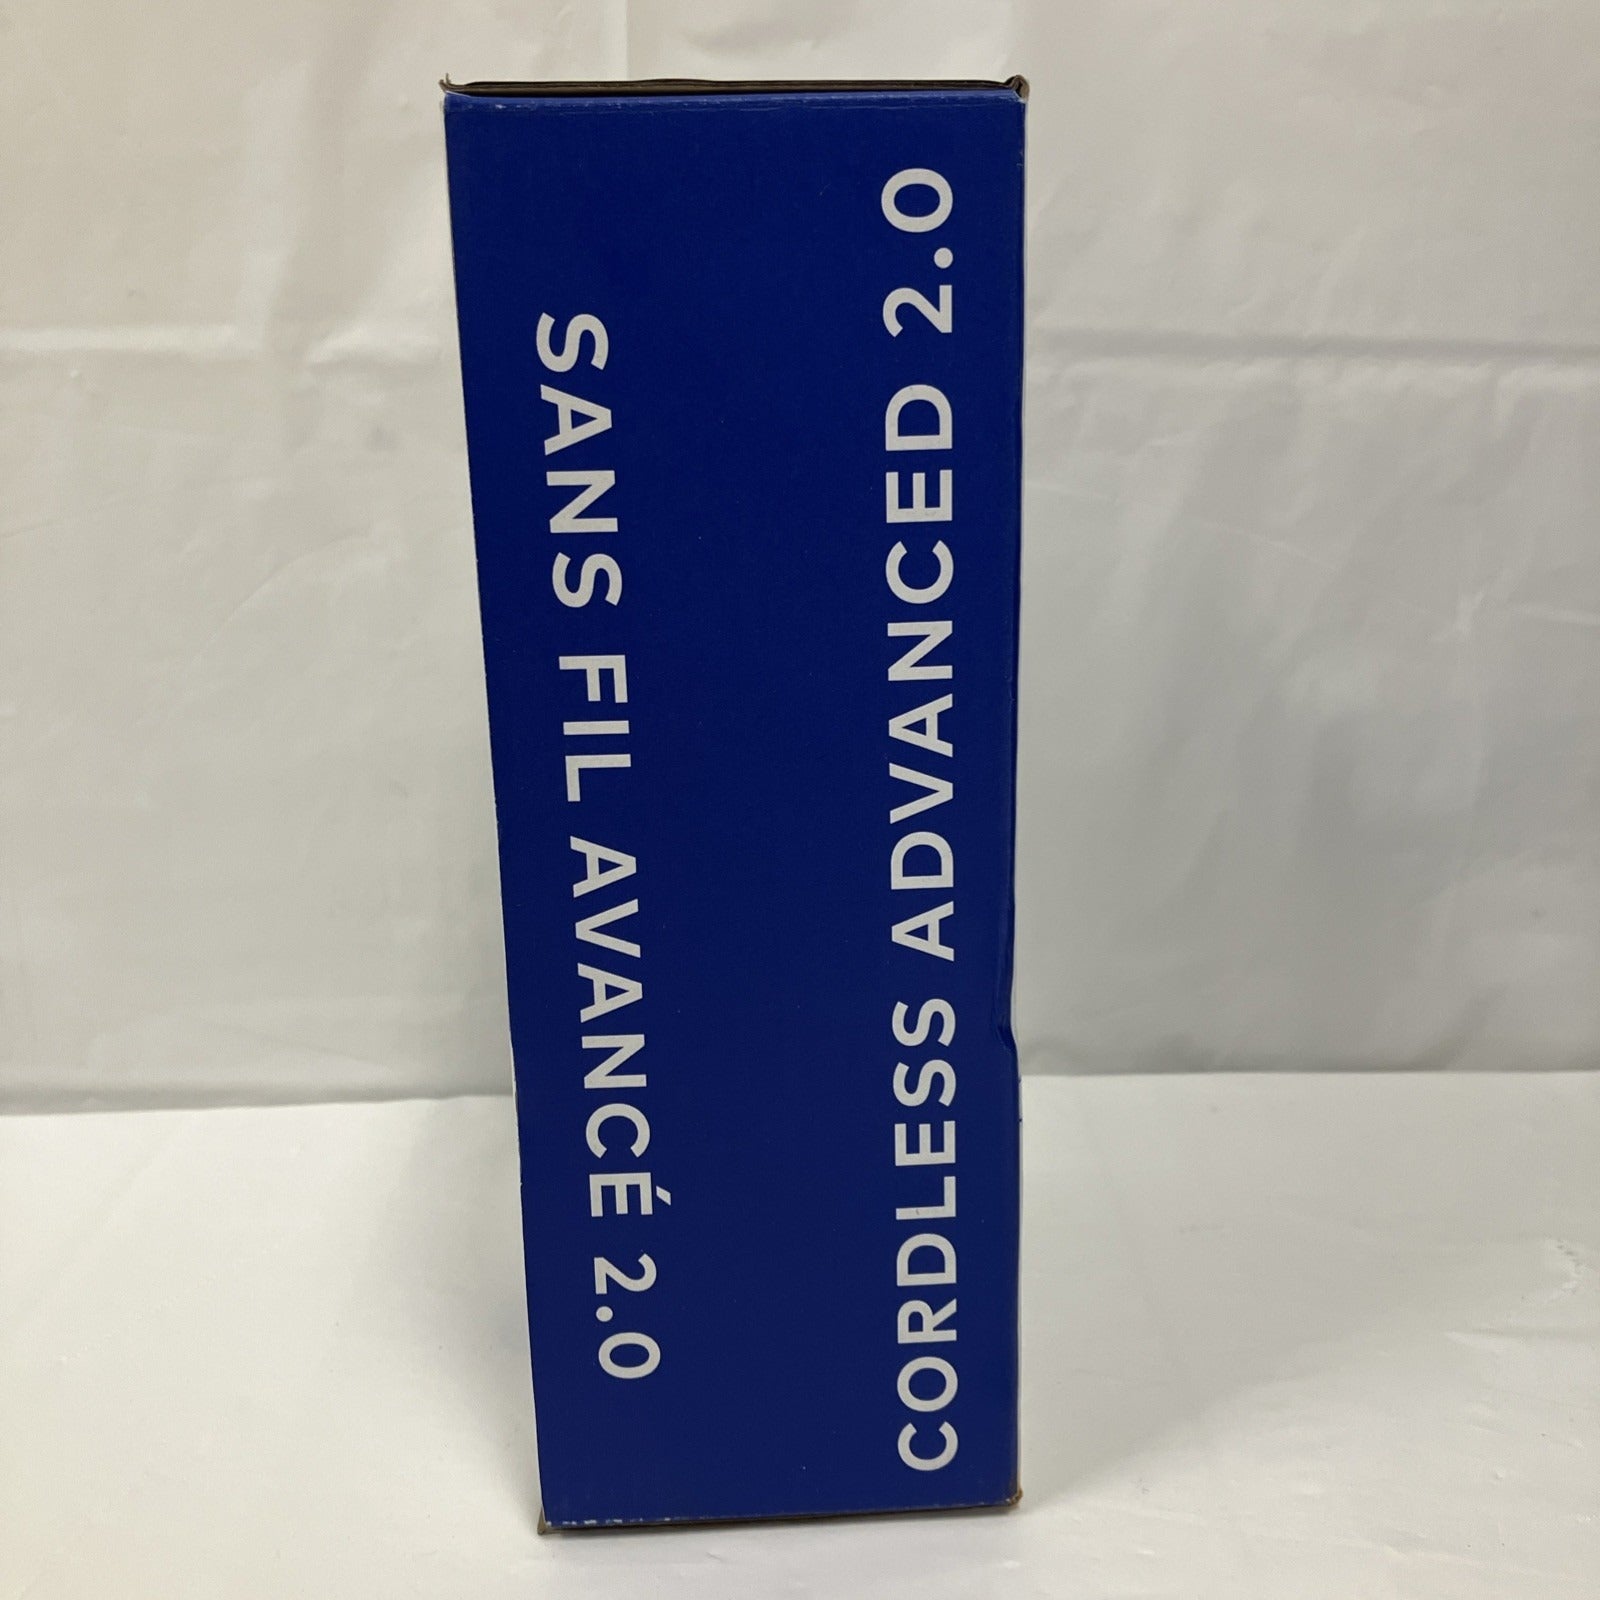 SANS FIL AVANCÉ 2.0
CORDLESS ADVANCED 2.0